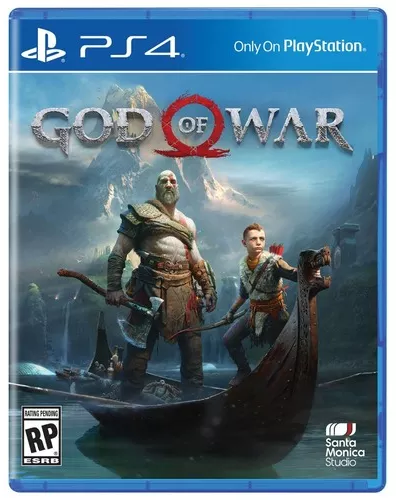 PS4
Only On PlayStation®
GOD OF WAR
RATING PENDING
RP
ESRB
Santa
Monica
Studio